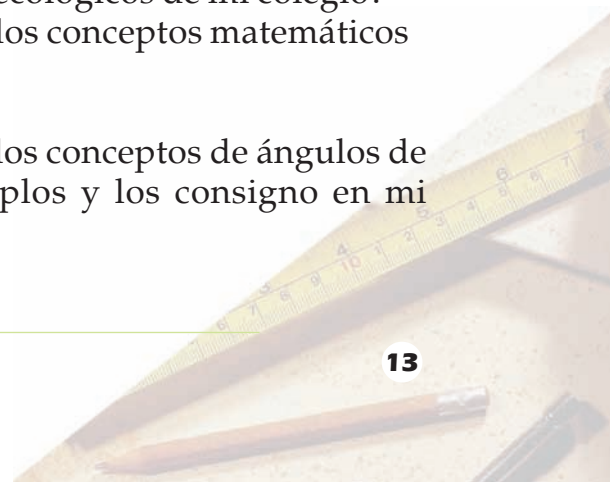 ecológicos de mi colegio?
los conceptos matemáticos
los conceptos de ángulos de
plos y los consigno en mi
13